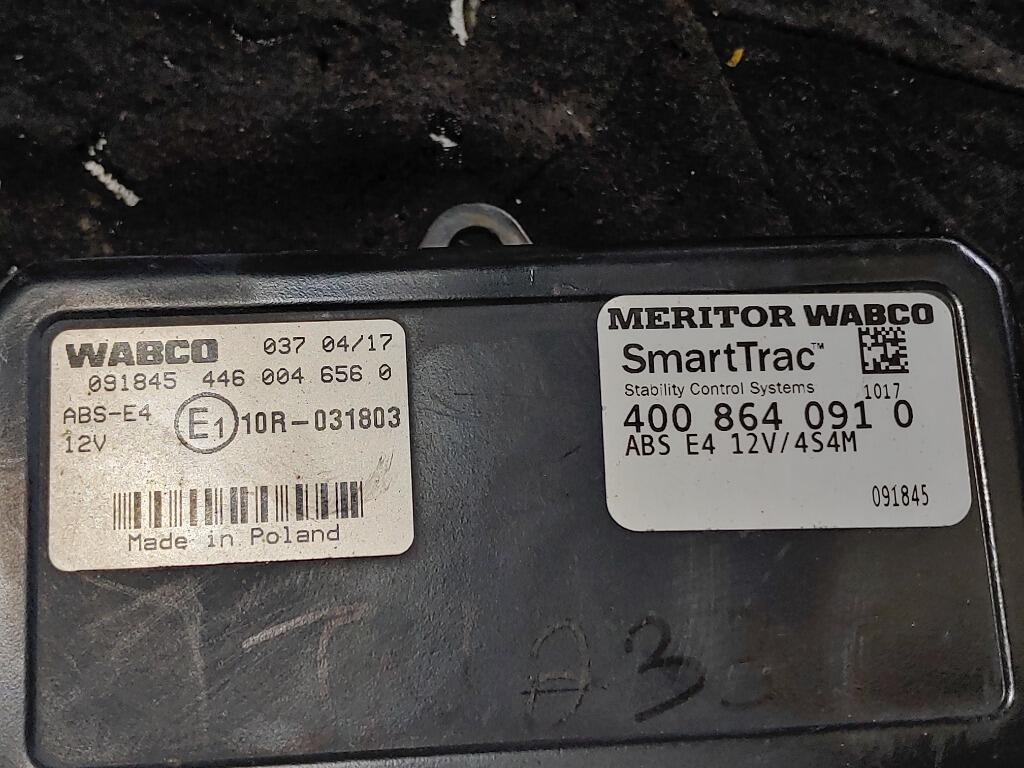 WABCO 037 04/17
091845 446 004 656 0
ABS-E4
12V
E1 10R-031803
Made in Poland
MERITOR WABCO
SmartTrac™
Stability Control Systems
1017
400 864 091 0
ABS E4 12V/4S4M
091845